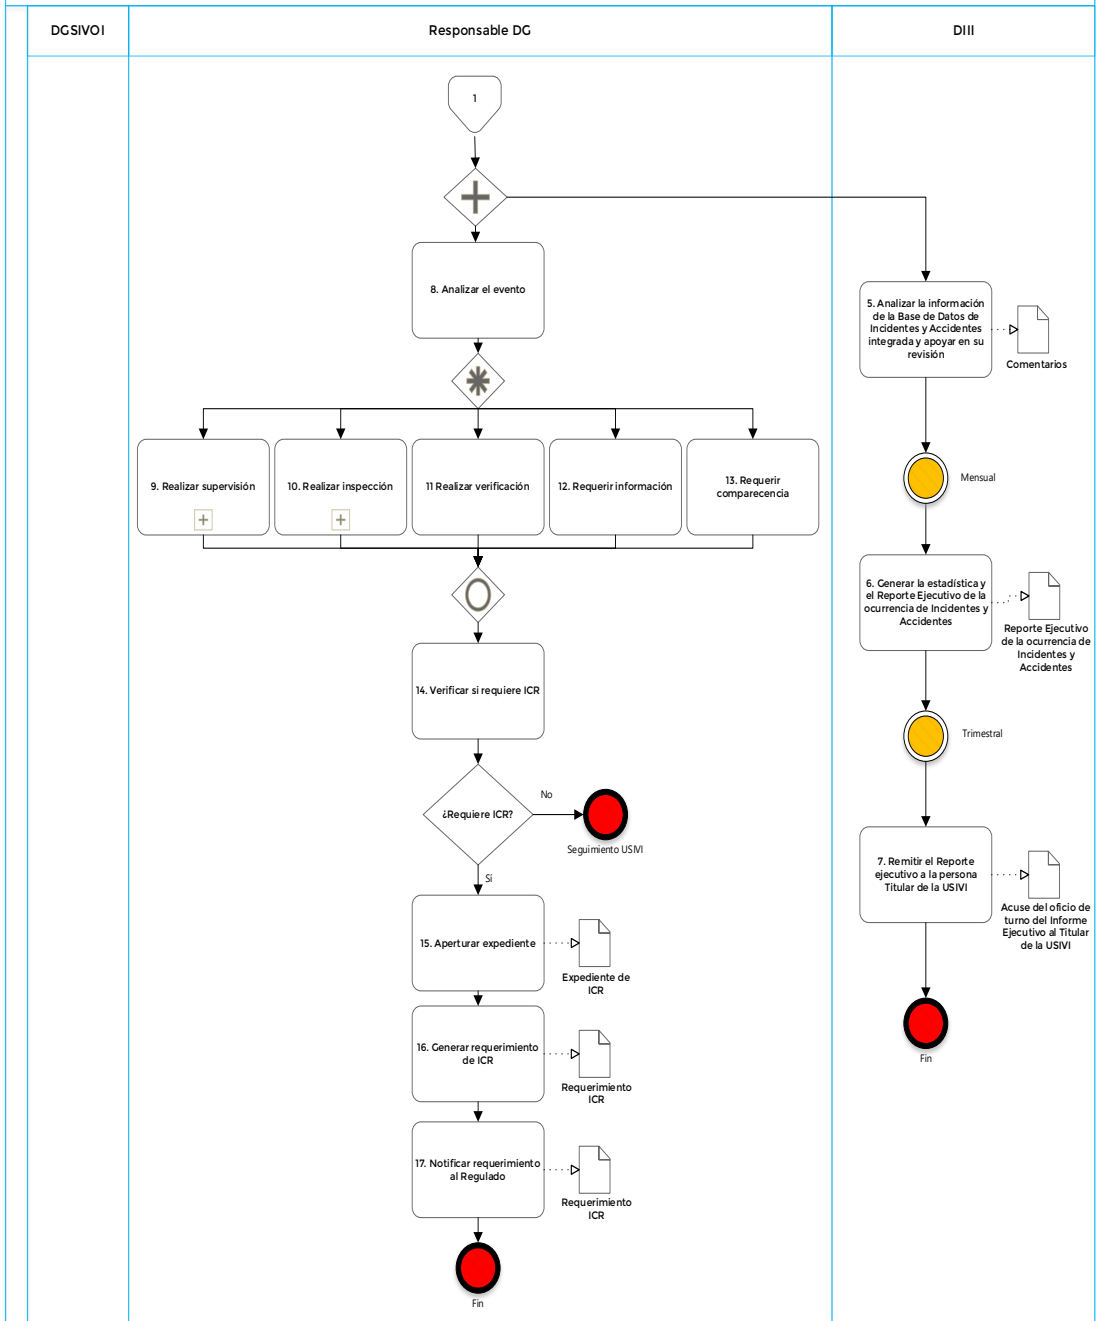 DGSIVOI
Responsable DG
DIII
1
8. Analizar el evento
5. Analizar la información
de la Base de Datos de
Incidentes y Accidentes
integrada y apoyar en su
revisión
Comentarios
9. Realizar supervisión
10. Realizar inspección
11 Realizar verificación
12. Requerir información
13. Requerir
comparecencia
Mensual
6. Generar la estadística y
el Reporte Ejecutivo de la
ocurrencia de Incidentes y
Accidentes
Reporte Ejecutivo
de la ocurrencia de
Incidentes y
Accidentes
14. Verificar si requiere ICR
Trimestral
¿Requiere ICR?
No
Seguimiento USIVI
Sí
7. Remitir el Reporte
ejecutivo a la persona
Titular de la USIVI
Acuse del oficio de
turno del Informe
Ejecutivo al Titular
de la USIVI
15. Aperturar expediente
Expediente de
ICR
16. Generar requerimiento
de ICR
Requerimiento
ICR
Fin
17. Notificar requerimiento
al Regulado
Requerimiento
ICR
Fin